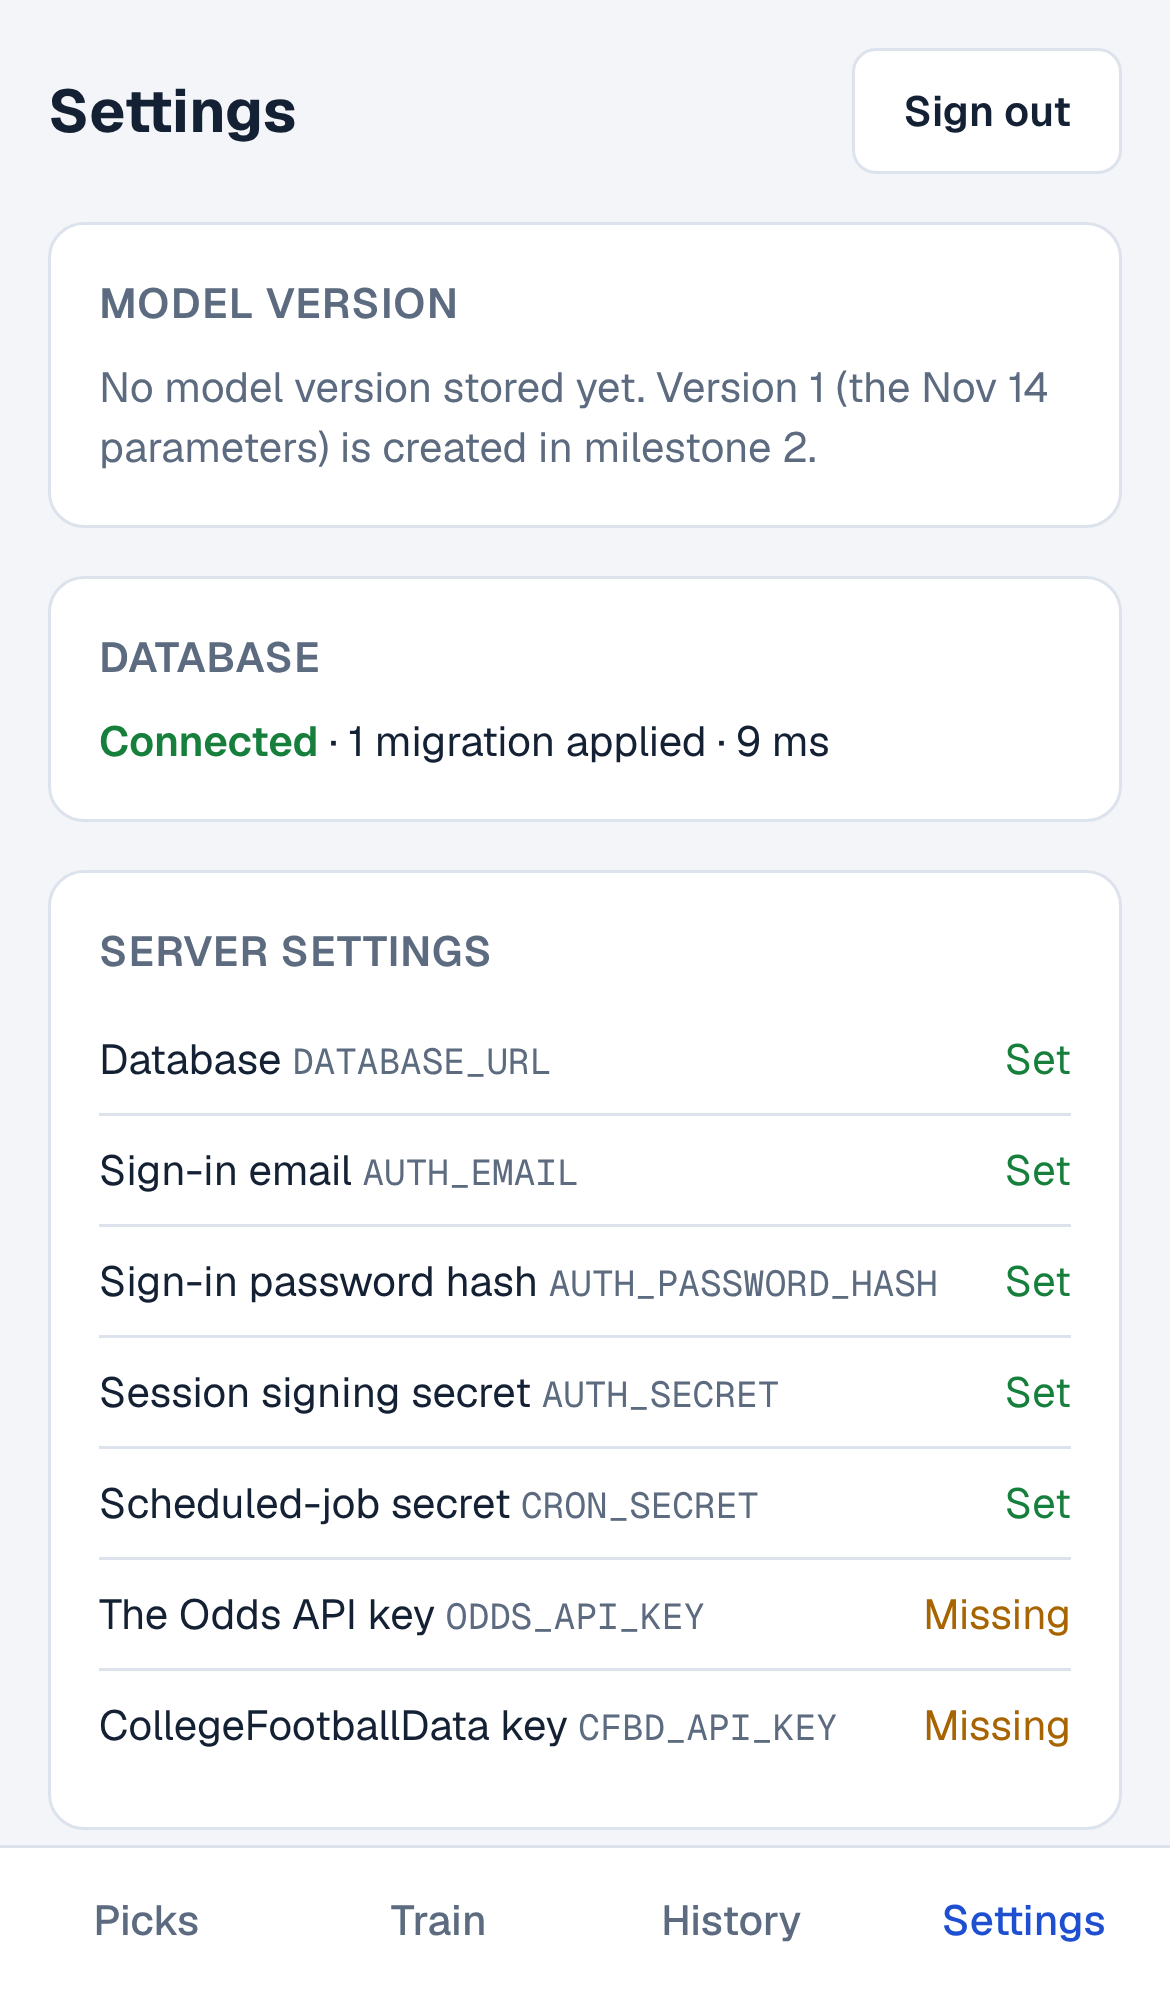 Settings
Sign out
MODEL VERSION
No model version stored yet. Version 1 (the Nov 14
parameters) is created in milestone 2.
DATABASE
Connected · 1 migration applied · 9 ms
SERVER SETTINGS
Database DATABASE_URL Set
Sign-in email AUTH_EMAIL Set
Sign-in password hash AUTH_PASSWORD_HASH Set
Session signing secret AUTH_SECRET Set
Scheduled-job secret CRON_SECRET Set
The Odds API key ODDS_API_KEY Missing
CollegeFootballData key CFBD_API_KEY Missing
Picks Train History Settings